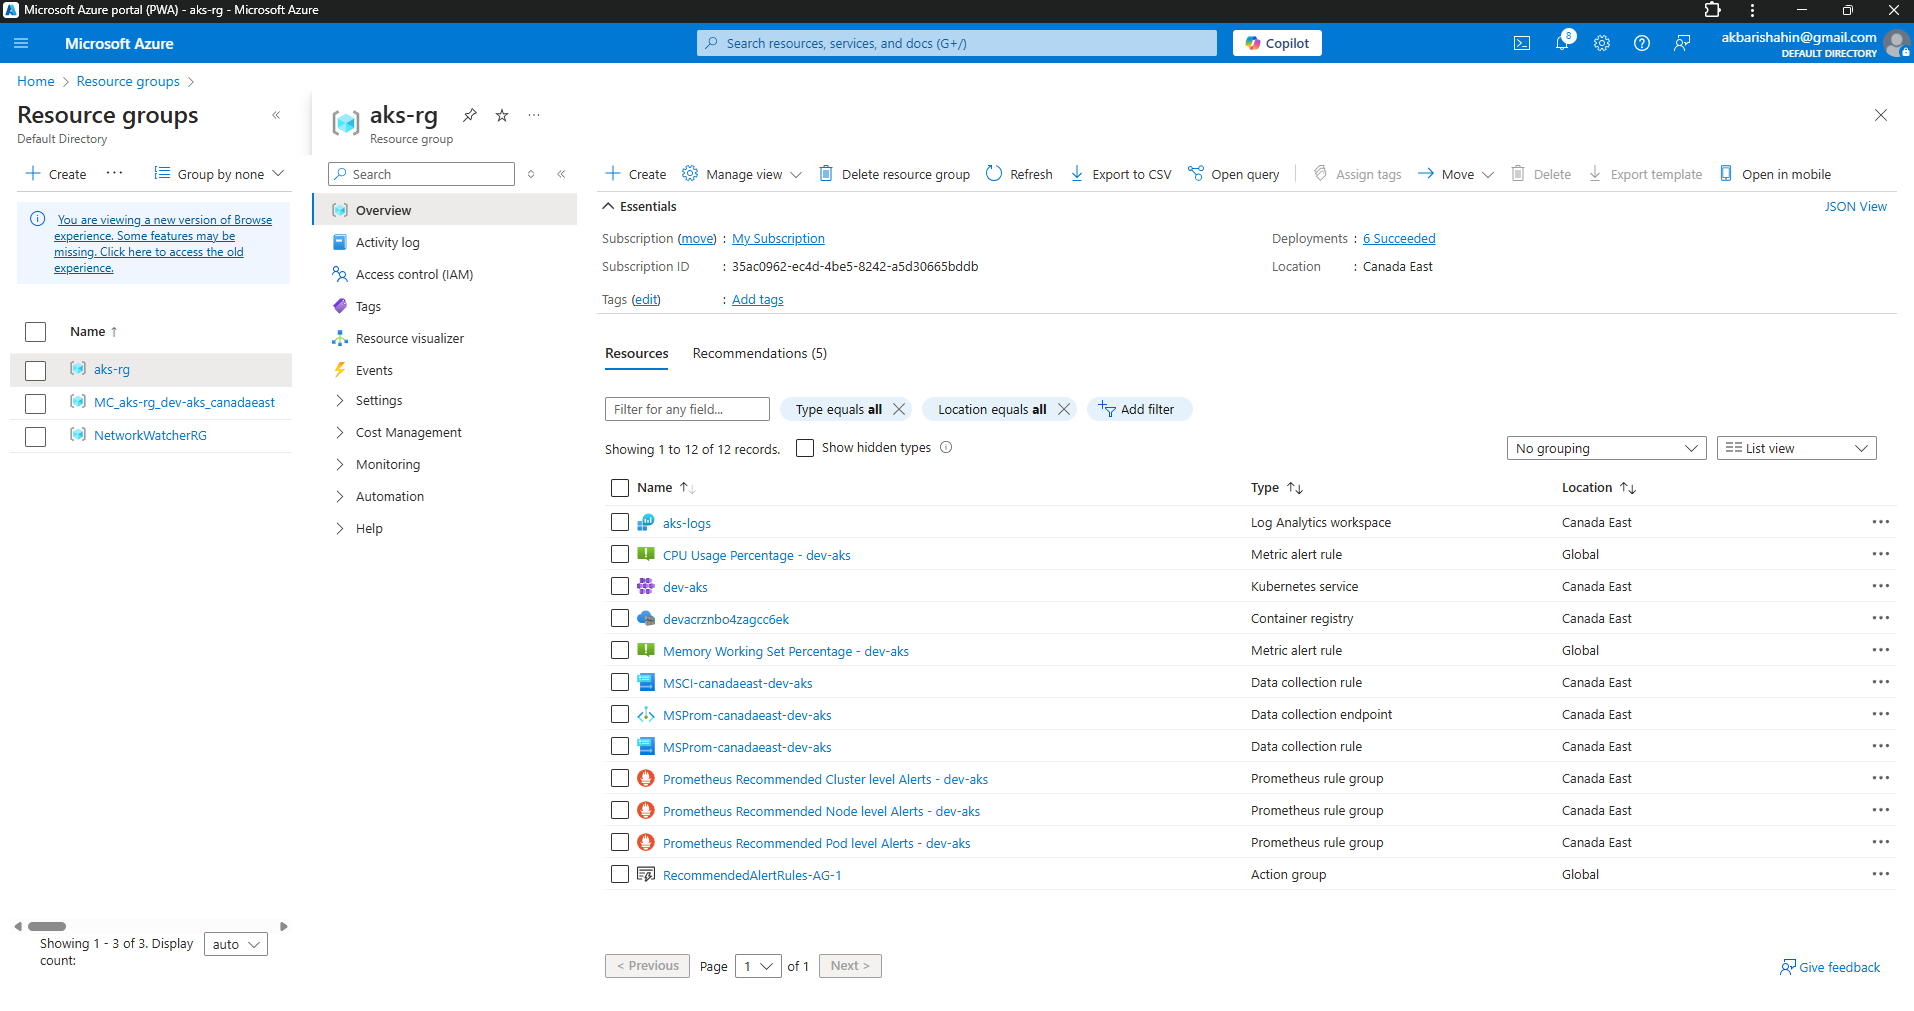 Microsoft Azure portal (PWA) - aks-rg - Microsoft Azure
Microsoft Azure
Search resources, services, and docs (G+/)
Copilot
8
akbarishahin@gmail.com
DEFAULT DIRECTORY
Home
Resource groups
Resource groups
Default Directory
Create
Group by none
You are viewing a new version of Browse
experience. Some features may be
missing. Click here to access the old
experience.
Name ↑
aks-rg
MC_aks-rg_dev-aks_canadaeast
NetworkWatcherRG
Showing 1 - 3 of 3. Display
count:
auto
aks-rg
Resource group
Search
Overview
Activity log
Access control (IAM)
Tags
Resource visualizer
Events
Settings
Cost Management
Monitoring
Automation
Help
Create
Manage view
Delete resource group
Refresh
Export to CSV
Open query
Assign tags
Move
Delete
Export template
Open in mobile
Essentials
JSON View
Subscription (move) : My Subscription
Subscription ID : 35ac0962-ec4d-4be5-8242-a5d30665bddb
Tags (edit) : Add tags
Deployments : 6 Succeeded
Location : Canada East
Resources
Recommendations (5)
Filter for any field...
Type equals all
Location equals all
Add filter
Showing 1 to 12 of 12 records.
Show hidden types
No grouping
List view
Name Type Location
aks-logs Log Analytics workspace Canada East
CPU Usage Percentage - dev-aks Metric alert rule Global
dev-aks Kubernetes service Canada East
devacrznbo4zagcc6ek Container registry Canada East
Memory Working Set Percentage - dev-aks Metric alert rule Global
MSCI-canadaeast-dev-aks Data collection rule Canada East
MSProm-canadaeast-dev-aks Data collection endpoint Canada East
MSProm-canadaeast-dev-aks Data collection rule Canada East
Prometheus Recommended Cluster level Alerts - dev-aks Prometheus rule group Canada East
Prometheus Recommended Node level Alerts - dev-aks Prometheus rule group Canada East
Prometheus Recommended Pod level Alerts - dev-aks Prometheus rule group Canada East
RecommendedAlertRules-AG-1 Action group Global
< Previous
Page 1 of 1
Next >
Give feedback